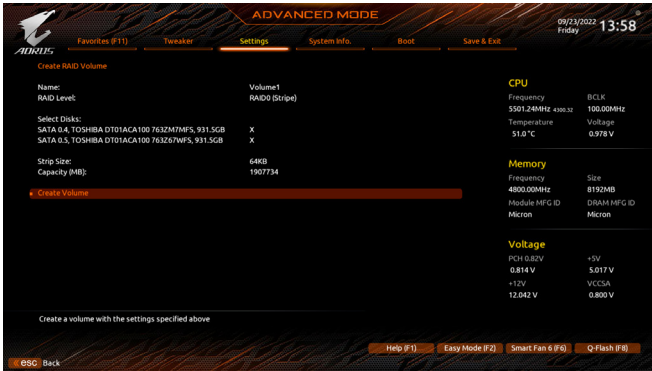 ADVANCED MODE
09/23/2022 Friday 13:58
AORUS
Favorites (F11) Tweaker Settings System Info. Boot Save & Exit
Create RAID Volume
Name: Volume1
RAID Level: RAID0 (Stripe)
Select Disks:
SATA 0.4, TOSHIBA DT01ACA100 763ZM7MFS, 931.5GB X
SATA 0.5, TOSHIBA DT01ACA100 763Z67WFS, 931.5GB X
Strip Size: 64KB
Capacity (MB): 1907734
Create Volume
CPU
Frequency BCLK
5501.24MHz 4300.52 100.00MHz
Temperature Voltage
51.0°C 0.978 V
Memory
Frequency Size
4800.00MHz 8192MB
Module MFG ID DRAM MFG ID
Micron Micron
Voltage
PCH 0.82V +5V
0.814 V 5.017 V
+12V VCCSA
12.042 V 0.800 V
Create a volume with the settings specified above
Help (F1) Easy Mode (F2) Smart Fan 6 (F6) Q-Flash (F8)
esc Back